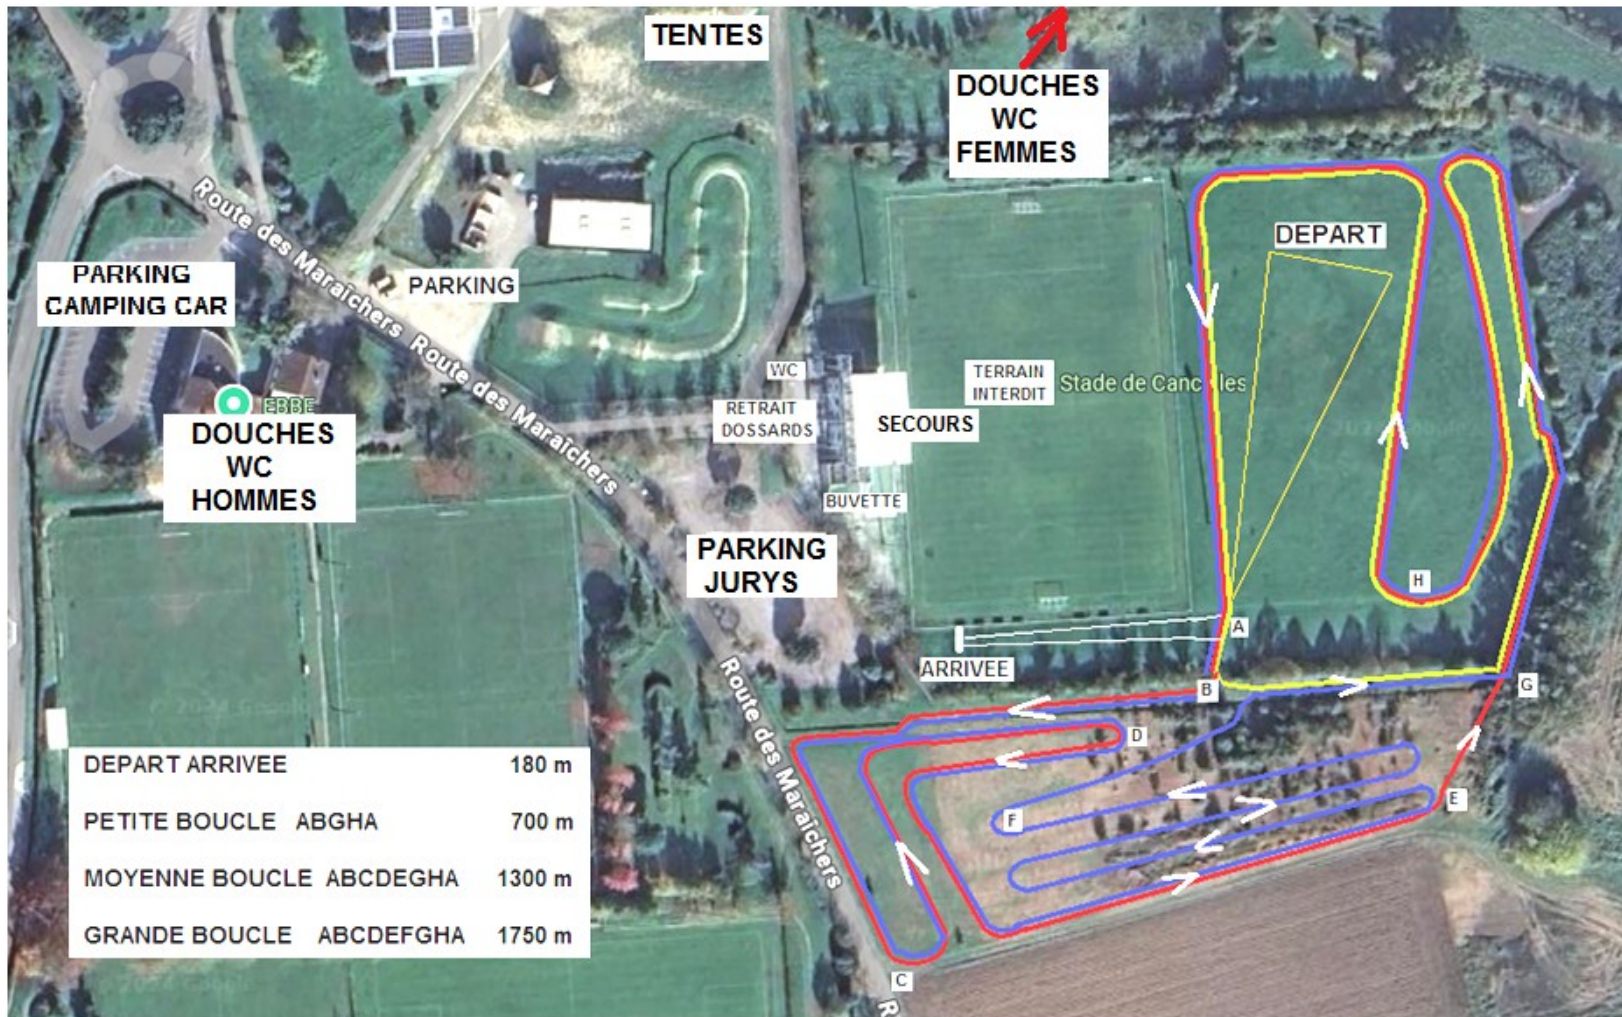 TENTES
DOUCHES
WC
FEMMES
Route des Maraîchers
DEPART
PARKING
CAMPING CAR
PARKING
Route des Maraîchers
WC
TERRAIN
INTERDIT
Stade de Canc les
EBBE
RETRAIT
DOSSARDS
SECOURS
DOUCHES
WC
HOMMES
BUVETTE
PARKING
JURYS
H
A
ARRIVEE
B
G
Route des Maraîchers
D
E
F
C
R
DEPART ARRIVEE 180 m
PETITE BOUCLE ABGHA 700 m
MOYENNE BOUCLE ABCDEGHA 1300 m
GRANDE BOUCLE ABCDEFGHA 1750 m